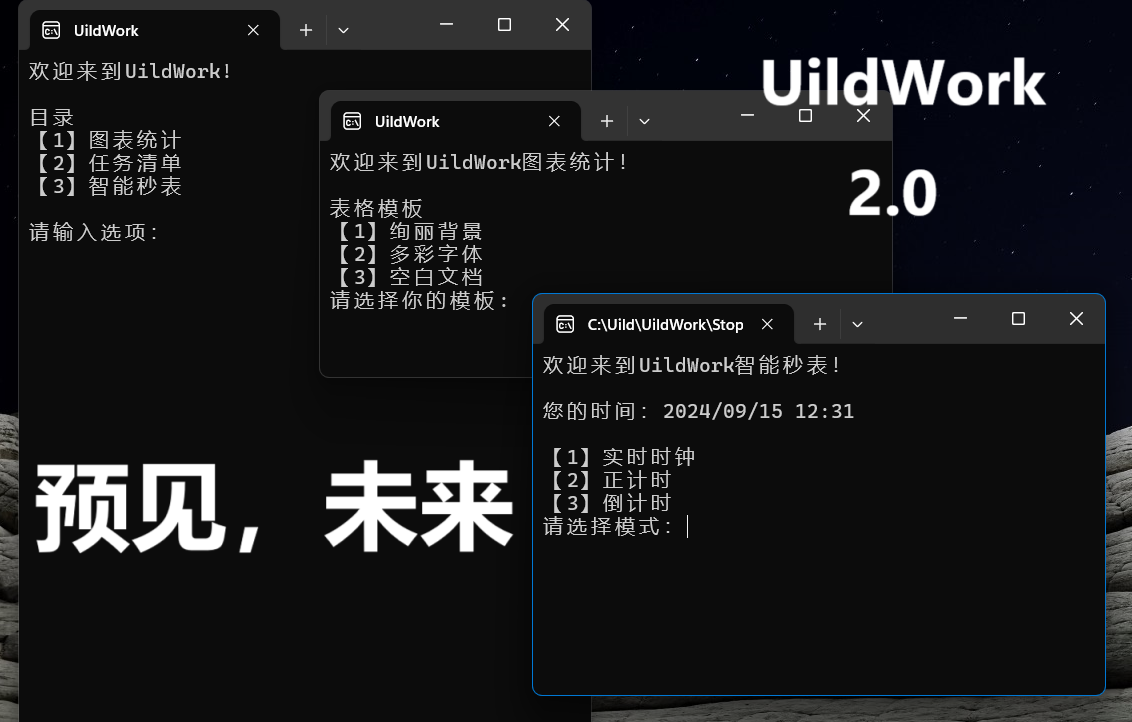 UildWork
欢迎来到UildWork!
目录
【1】图表统计
【2】任务清单
【3】智能秒表
请输入选项：
UildWork
欢迎来到UildWork图表统计!
表格模板
【1】绚丽背景
【2】多彩字体
【3】空白文档
请选择你的模板：
C:\Uild\UildWork\Stop
欢迎来到UildWork智能秒表!
您的时间：2024/09/15 12:31
【1】实时时钟
【2】正计时
【3】倒计时
请选择模式：
UildWork
2.0
预见，未来